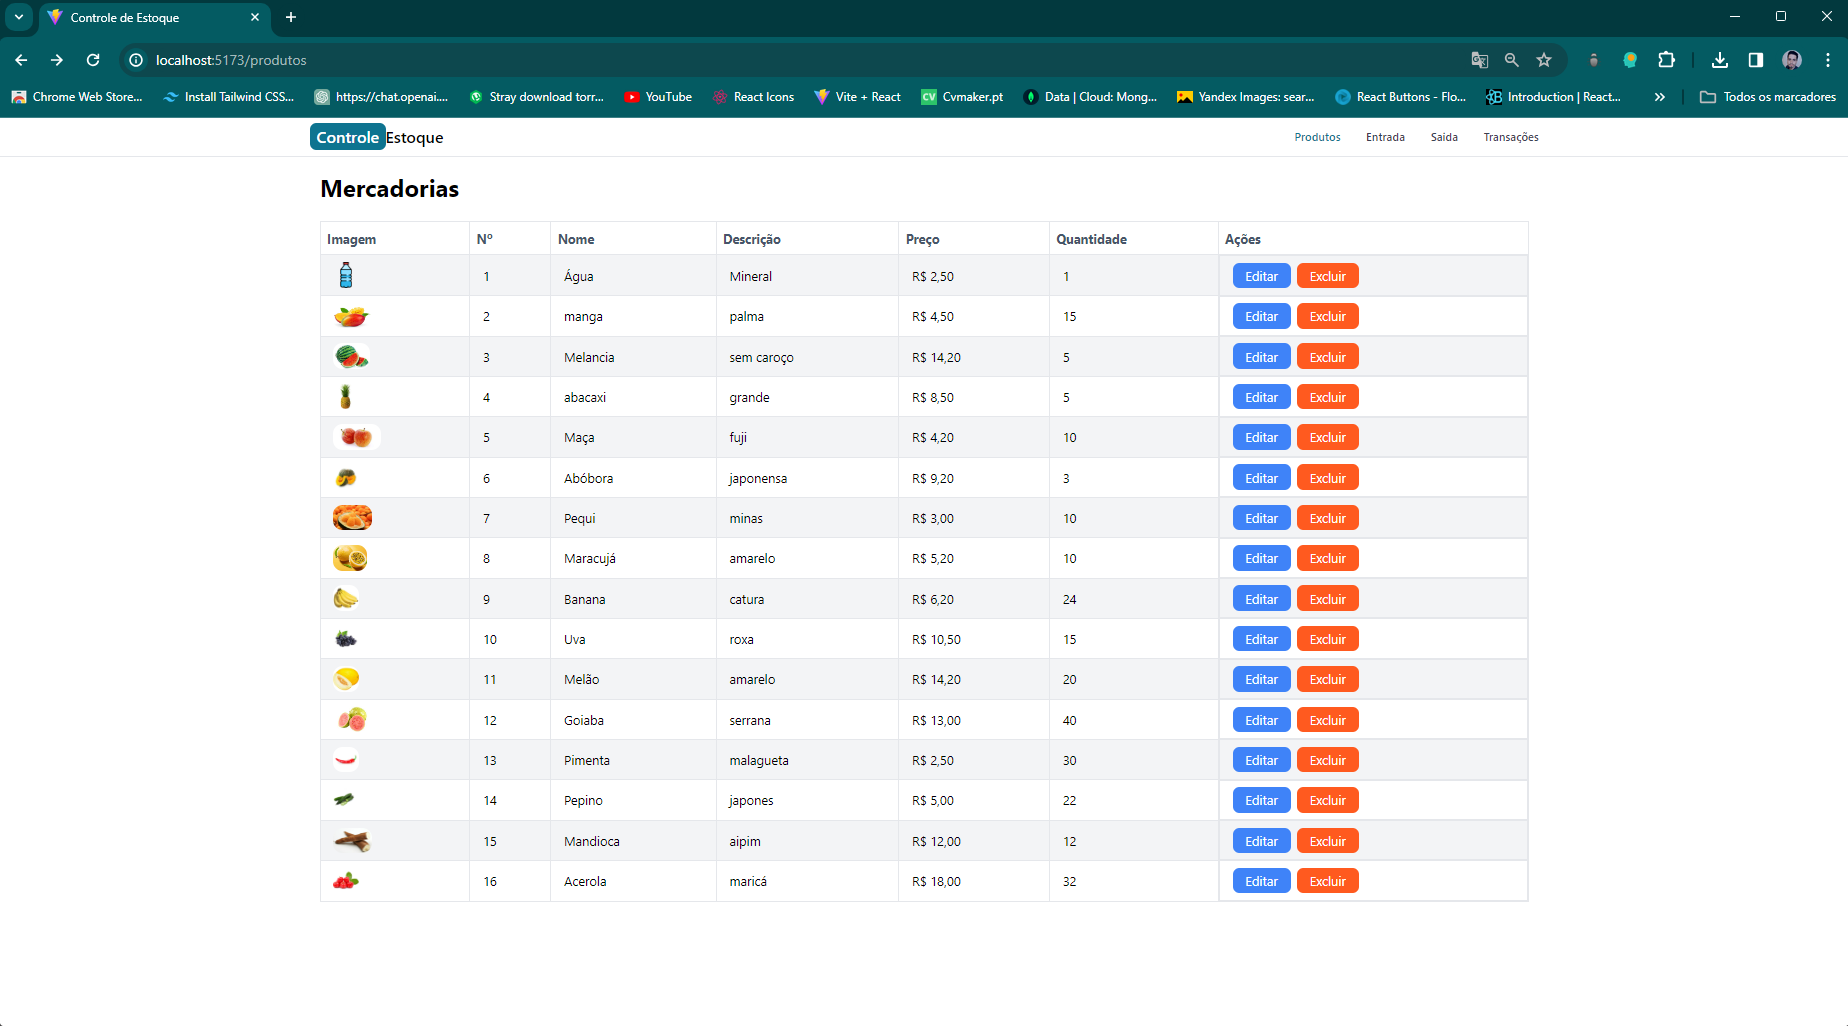 Controle de Estoque
localhost:5173/produtos
Chrome Web Store... Install Tailwind CSS... https://chat.openai.... Stray download torr... YouTube React Icons Vite + React CV Cvmaker.pt Data | Cloud: Mong... Yandex Images: sear... React Buttons - Flo... Introduction | React... Todos os marcadores
Controle Estoque Produtos Entrada Saida Transações
Mercadorias
Imagem Nº Nome Descrição Preço Quantidade Ações
1 Água Mineral R$ 2,50 1 Editar Excluir
2 manga palma R$ 4,50 15 Editar Excluir
3 Melancia sem caroço R$ 14,20 5 Editar Excluir
4 abacaxi grande R$ 8,50 5 Editar Excluir
5 Maça fuji R$ 4,20 10 Editar Excluir
6 Abóbora japonensa R$ 9,20 3 Editar Excluir
7 Pequi minas R$ 3,00 10 Editar Excluir
8 Maracujá amarelo R$ 5,20 10 Editar Excluir
9 Banana catura R$ 6,20 24 Editar Excluir
10 Uva roxa R$ 10,50 15 Editar Excluir
11 Melão amarelo R$ 14,20 20 Editar Excluir
12 Goiaba serrana R$ 13,00 40 Editar Excluir
13 Pimenta malagueta R$ 2,50 30 Editar Excluir
14 Pepino japones R$ 5,00 22 Editar Excluir
15 Mandioca aipim R$ 12,00 12 Editar Excluir
16 Acerola maricá R$ 18,00 32 Editar Excluir